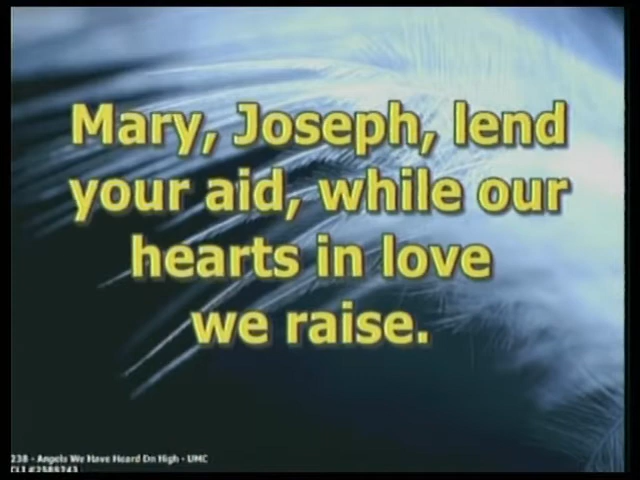 Mary, Joseph, lend
your aid, while our
hearts in love
we raise.
238 - Angels We Have Heard On High - UMC